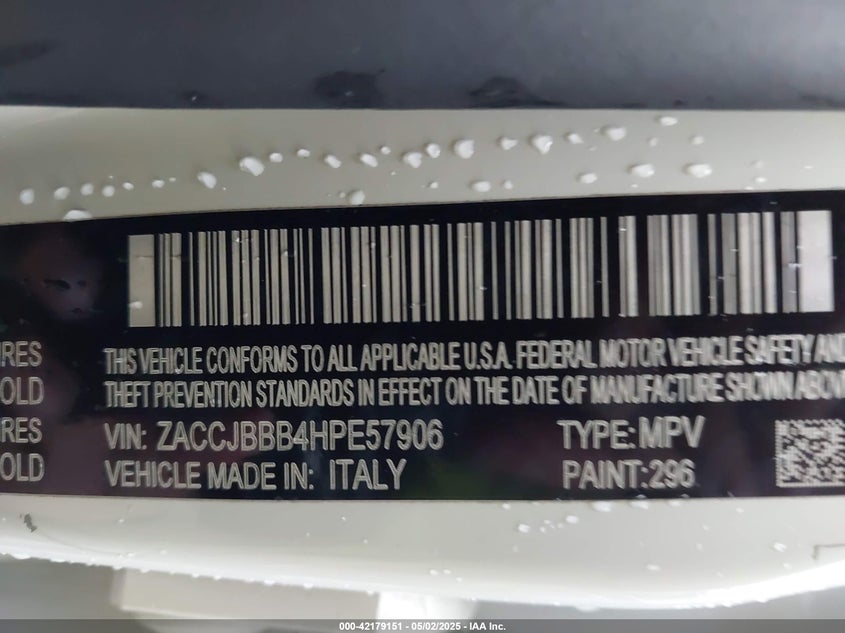 THIS VEHICLE CONFORMS TO ALL APPLICABLE U.S.A. FEDERAL MOTOR VEHICLE SAFETY AND
THEFT PREVENTION STANDARDS IN EFFECT ON THE DATE OF MANUFACTURE SHOWN ABOVE
VIN: ZACCJBBB4HPE57906 TYPE: MPV
VEHICLE MADE IN: ITALY PAINT: 296
IRES
OLD
IRES
OLD
000-42179151 - 05/02/2025 - IAA Inc.